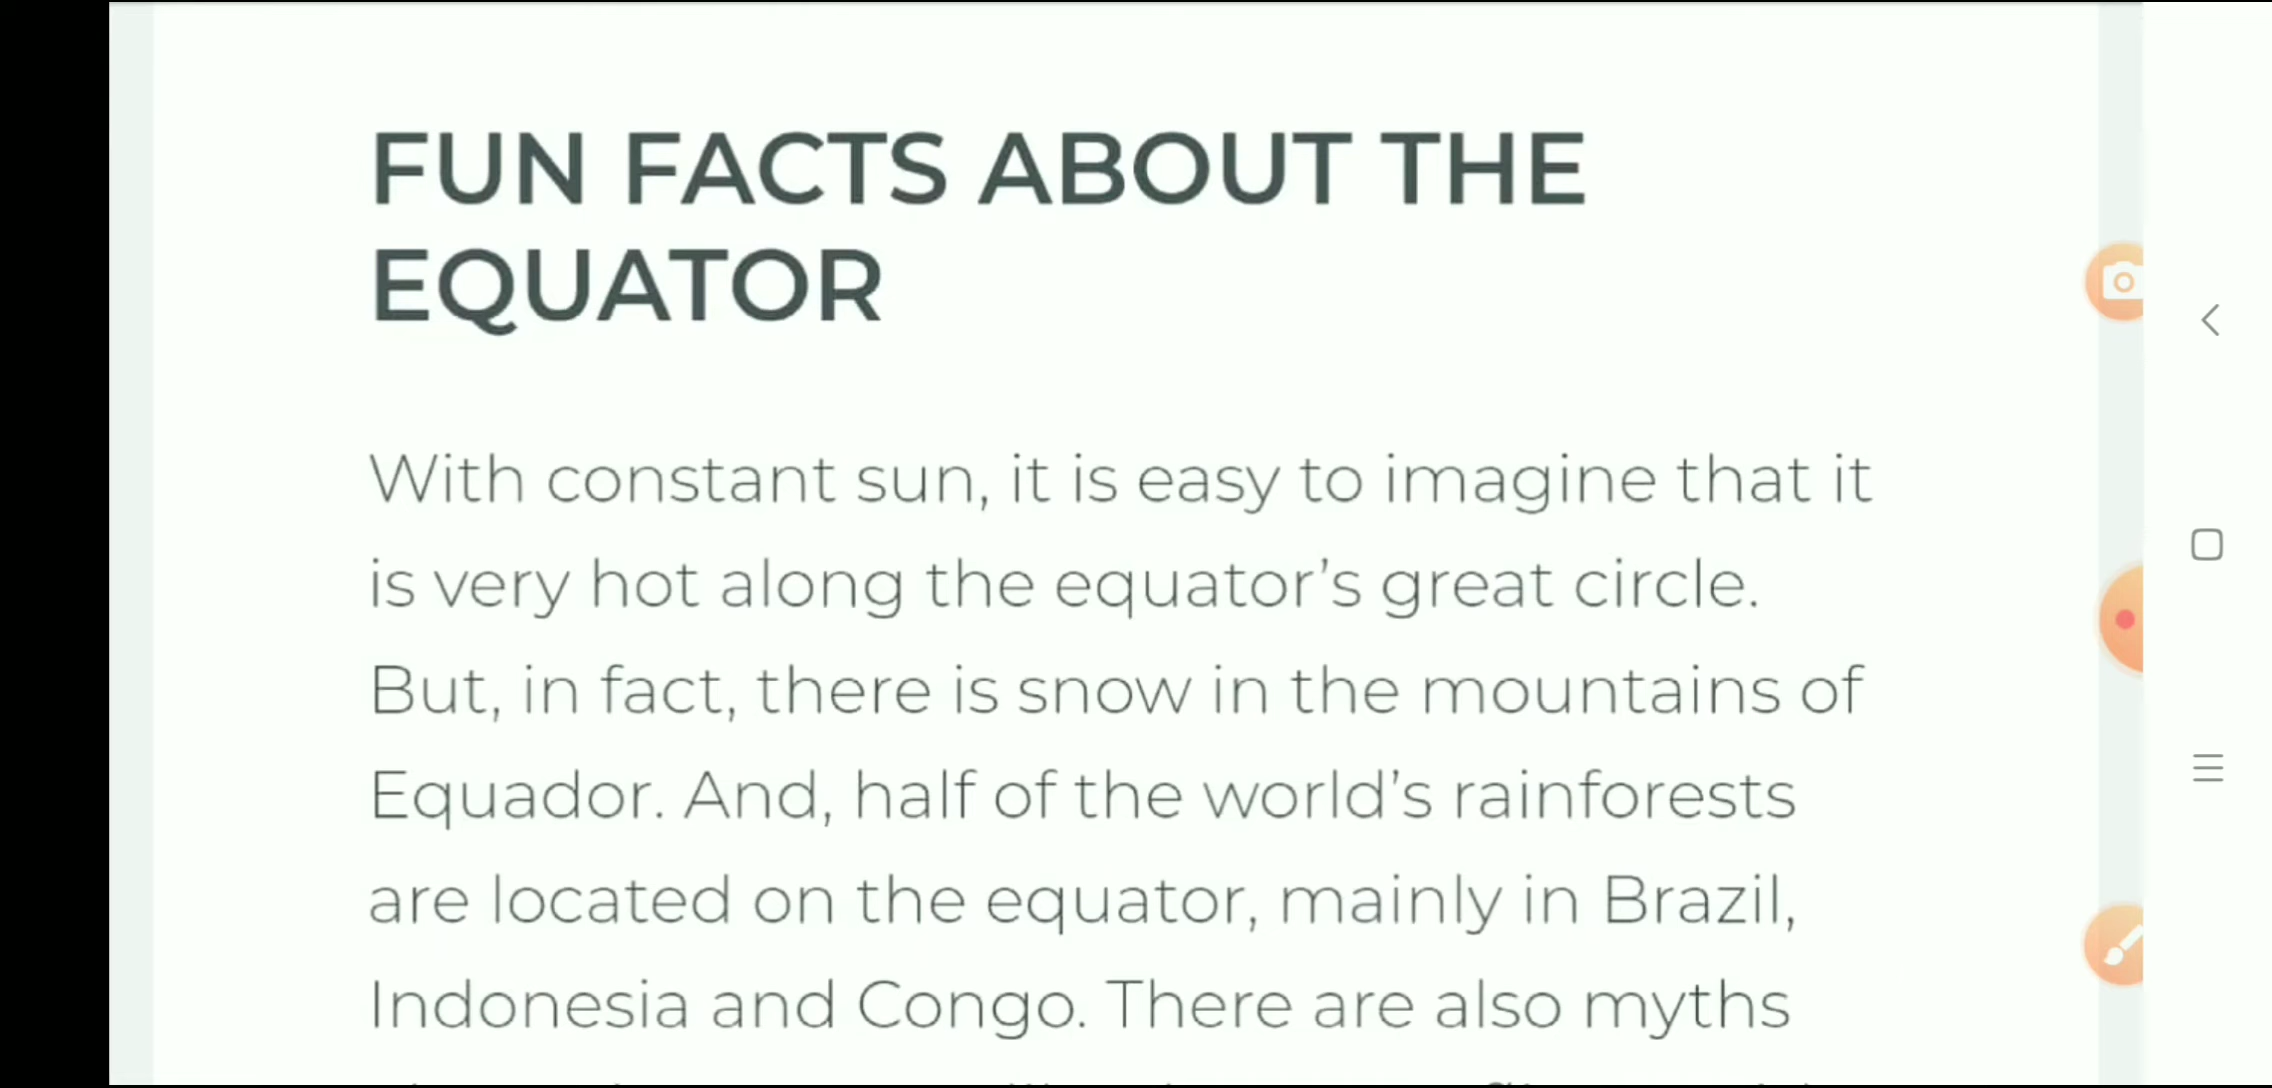 FUN FACTS ABOUT THE
EQUATOR
With constant sun, it is easy to imagine that it
is very hot along the equator’s great circle.
But, in fact, there is snow in the mountains of
Equador. And, half of the world’s rainforests
are located on the equator, mainly in Brazil,
Indonesia and Congo. There are also myths